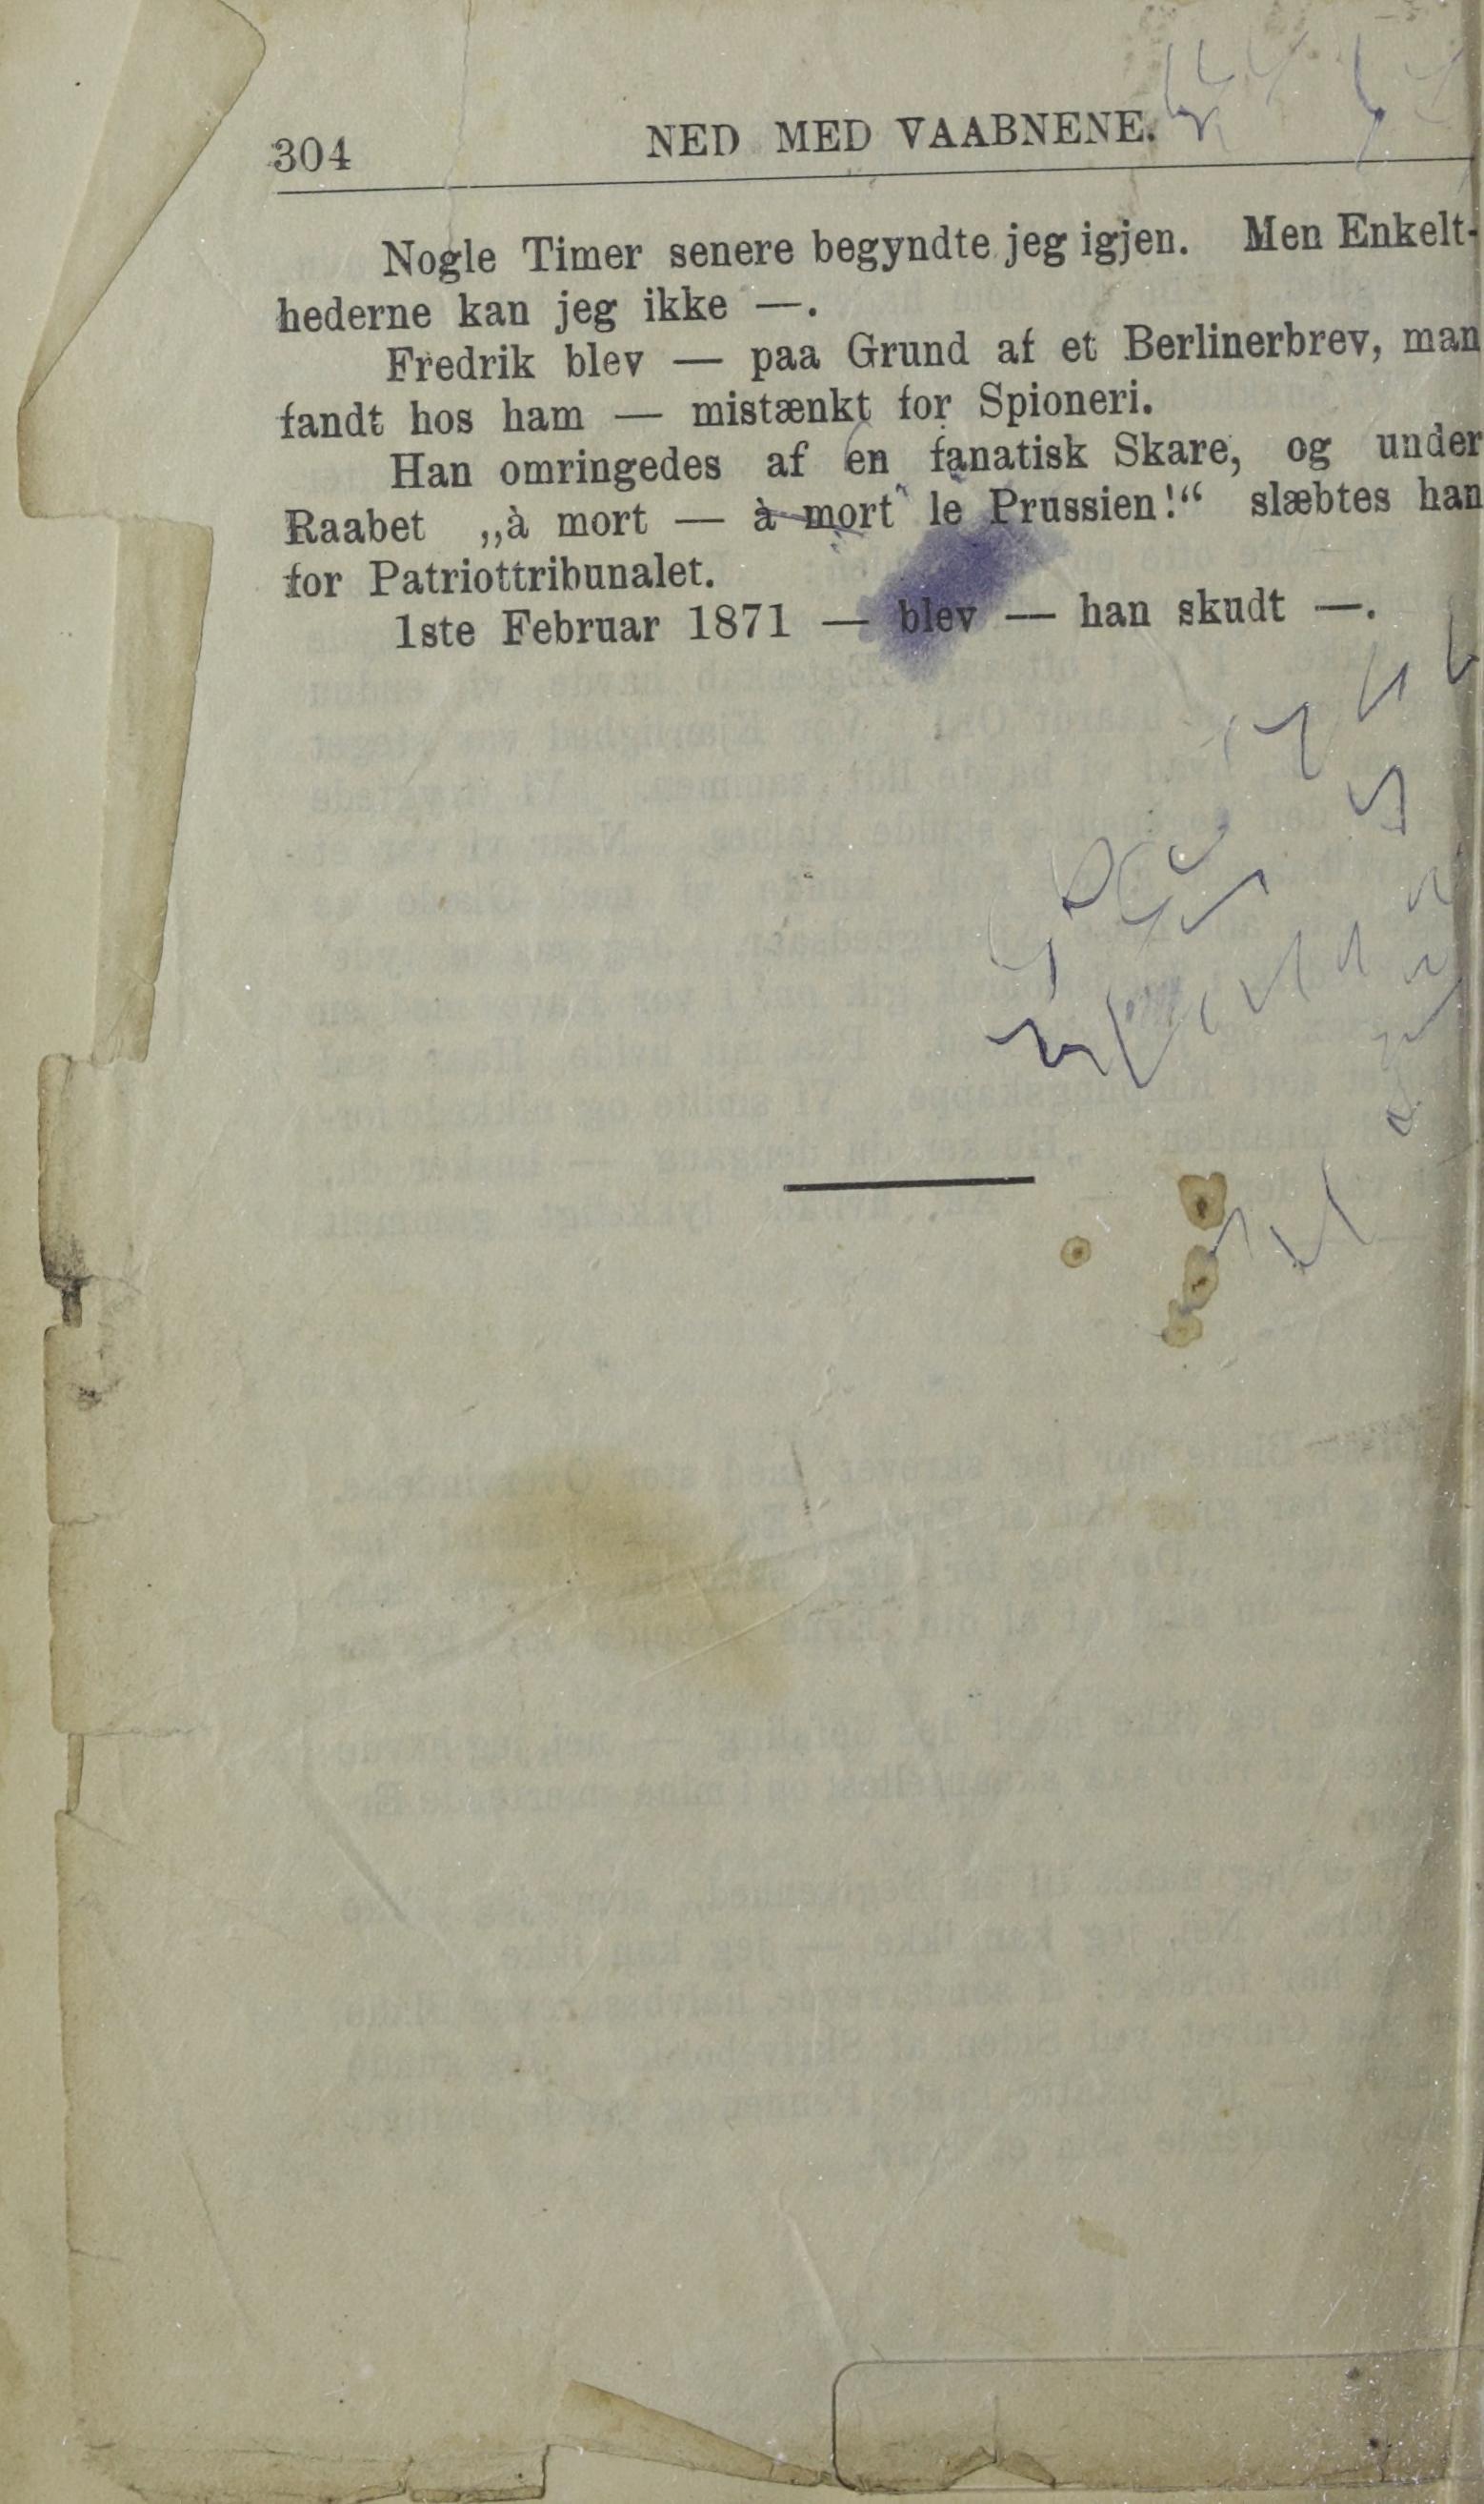 304
NED MED VAABNENE.
Nogle Timer senere begyndte jeg igjen. Men Enkelt-
hederne kan jeg ikke —.
Fredrik blev — paa Grund af et Berlinerbrev, man
fandt hos ham — mistænkt for Spioneri.
Han omringedes af en fanatisk Skare, og under
Raabet „à mort — à mort le Prussien!“ slæbtes han
for Patriottribunalet.
1ste Februar 1871 — blev — han skudt —.